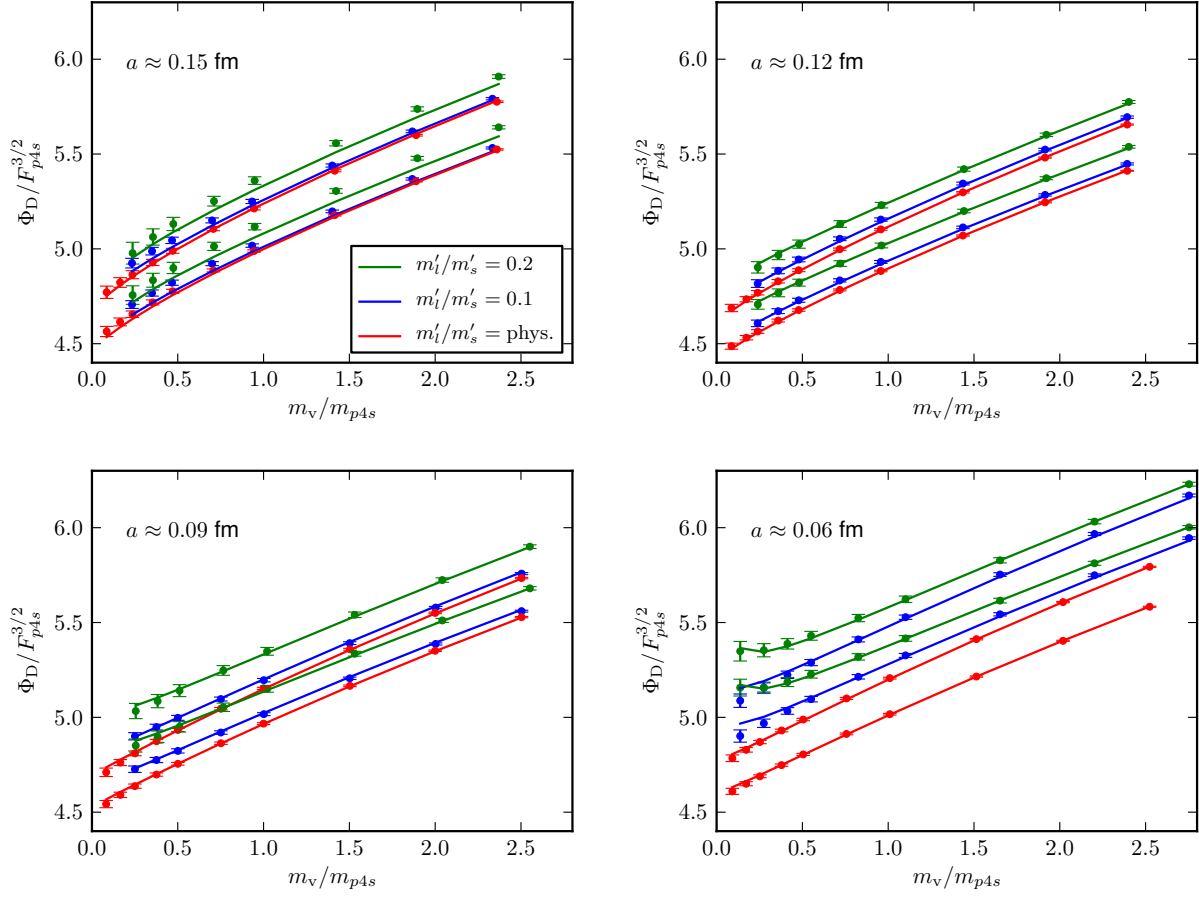 a ≈ 0.15 fm
6.0
5.5
5.0
4.5
Φ_D/F_{p4s}^{3/2}
m′_l/m′_s = 0.2
m′_l/m′_s = 0.1
m′_l/m′_s = phys.
0.0 0.5 1.0 1.5 2.0 2.5
m_v/m_{p4s}
a ≈ 0.12 fm
6.0
5.5
5.0
4.5
Φ_D/F_{p4s}^{3/2}
0.0 0.5 1.0 1.5 2.0 2.5
m_v/m_{p4s}
a ≈ 0.09 fm
6.0
5.5
5.0
4.5
Φ_D/F_{p4s}^{3/2}
0.0 0.5 1.0 1.5 2.0 2.5
m_v/m_{p4s}
a ≈ 0.06 fm
6.0
5.5
5.0
4.5
Φ_D/F_{p4s}^{3/2}
0.0 0.5 1.0 1.5 2.0 2.5
m_v/m_{p4s}